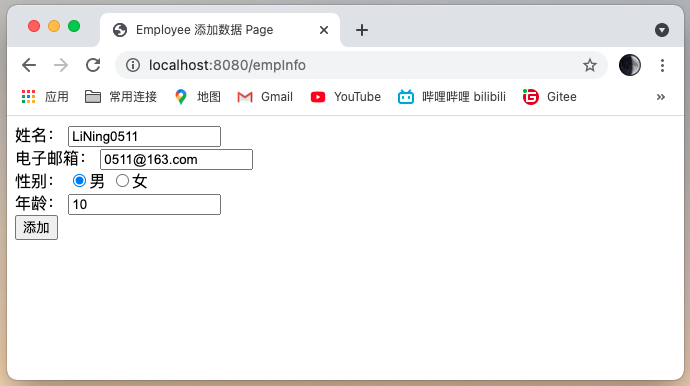 Employee 添加数据 Page
localhost:8080/empInfo
应用 常用连接 地图 Gmail YouTube 哔哩哔哩 bilibili Gitee
姓名： LiNing0511
电子邮箱： 0511@163.com
性别： 男 女
年龄： 10
添加